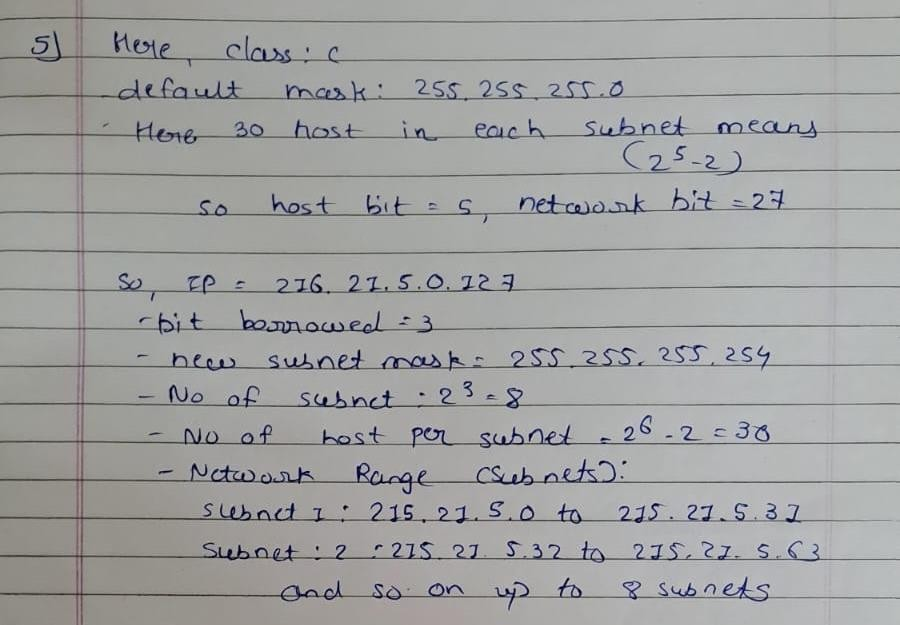 5) Here, class: C
default mask: 255.255.255.0
Here 30 host in each subnet means
(2^5-2)
so host bit = 5, network bit = 27
So, IP = 216.21.5.0.127
- bit borrowed = 3
- new subnet mask = 255.255.255.254
- No of subnet : 2^3 = 8
- No of host per subnet = 2^6 - 2 = 30
- Network Range (Subnets):
Subnet 1 : 215.21.5.0 to 215.21.5.31
Subnet : 2 : 215.21.5.32 to 215.21.5.63
and so on up to 8 subnets